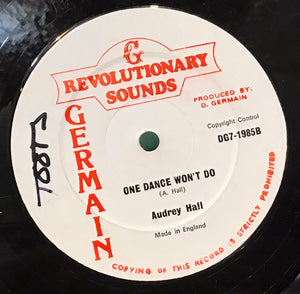 G
REVOLUTIONARY
SOUNDS
GERMAIN
PRODUCED BY:
D. GERMAIN
Copyright Control
DG7-1985B
ONE DANCE WON'T DO
(A. Hall)
Audrey Hall
Made in England
COPYING OF THIS RECORD IS STRICTLY PROHIBITED